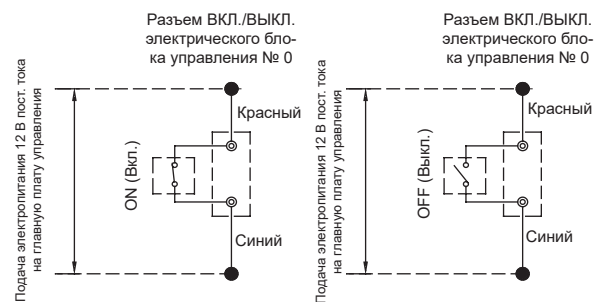 Разъем ВКЛ./ВЫКЛ.
электрического бло-
ка управления № 0
Подача электропитания 12 В пост. тока
на главную плату управления
Красный
ON (Вкл.)
Синий
Разъем ВКЛ./ВЫКЛ.
электрического бло-
ка управления № 0
Подача электропитания 12 В пост. тока
на главную плату управления
Красный
OFF (Выкл.)
Синий